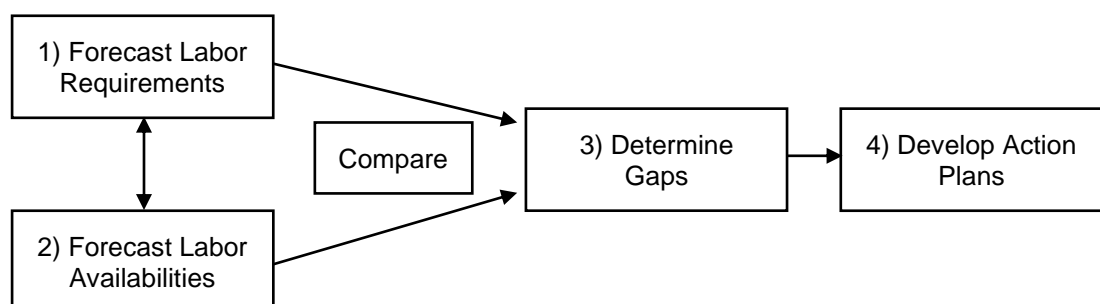 1) Forecast Labor
Requirements
Compare
3) Determine
Gaps
4) Develop Action
Plans
2) Forecast Labor
Availabilities